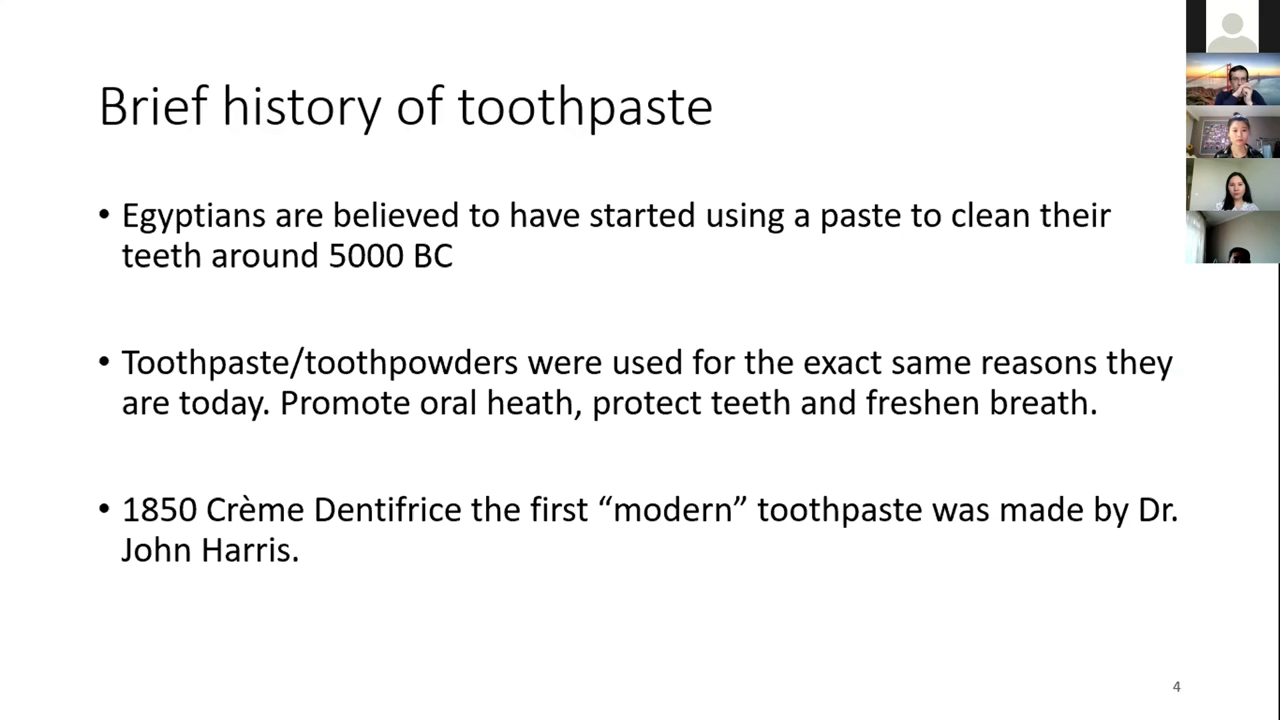 Brief history of toothpaste
• Egyptians are believed to have started using a paste to clean their
teeth around 5000 BC
• Toothpaste/toothpowders were used for the exact same reasons they
are today. Promote oral heath, protect teeth and freshen breath.
• 1850 Crème Dentifrice the first “modern” toothpaste was made by Dr.
John Harris.
4